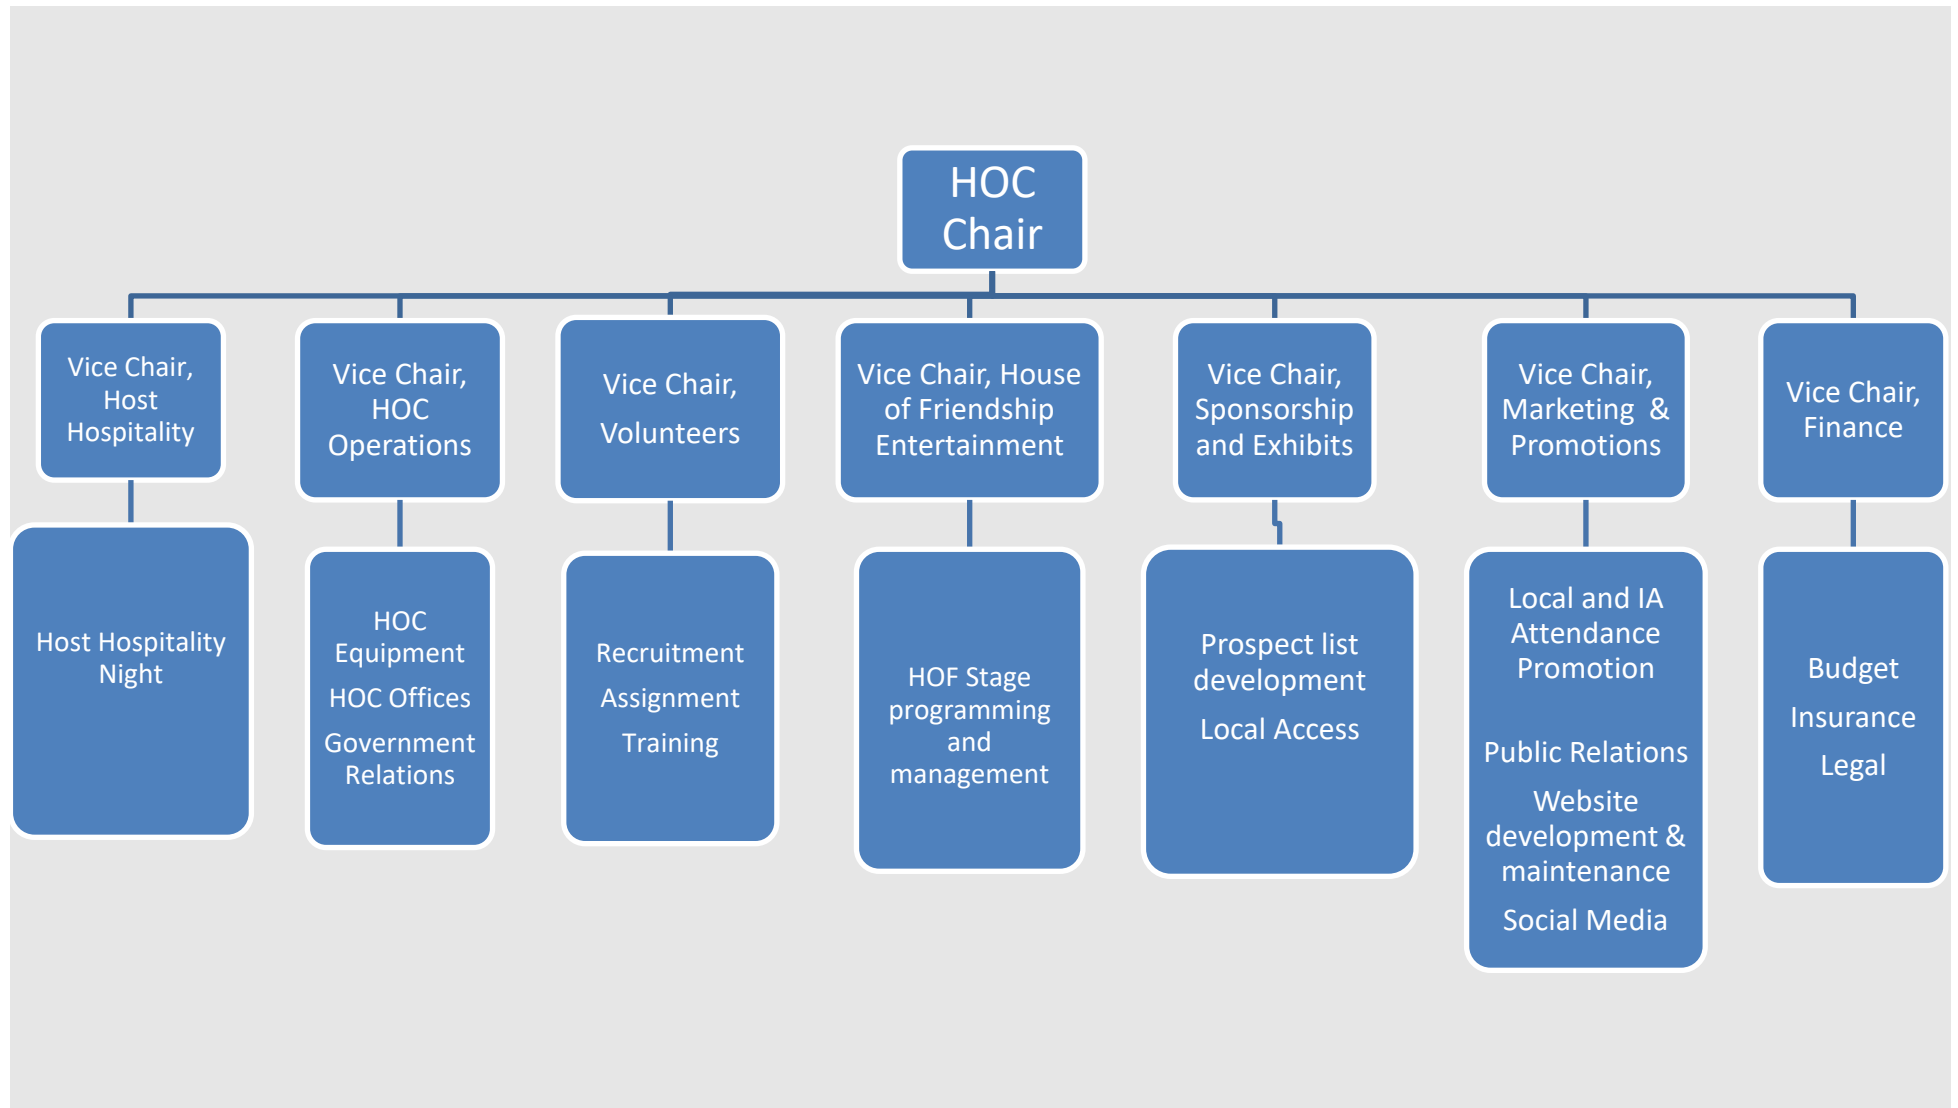 HOC
Chair
Vice Chair,
Host
Hospitality
Vice Chair,
HOC
Operations
Vice Chair,
Volunteers
Vice Chair, House
of Friendship
Entertainment
Vice Chair,
Sponsorship
and Exhibits
Vice Chair,
Marketing &
Promotions
Vice Chair,
Finance
Host Hospitality
Night
HOC
Equipment
HOC Offices
Government
Relations
Recruitment
Assignment
Training
HOF Stage
programming
and
management
Prospect list
development
Local Access
Local and IA
Attendance
Promotion
Public Relations
Website
development &
maintenance
Social Media
Budget
Insurance
Legal